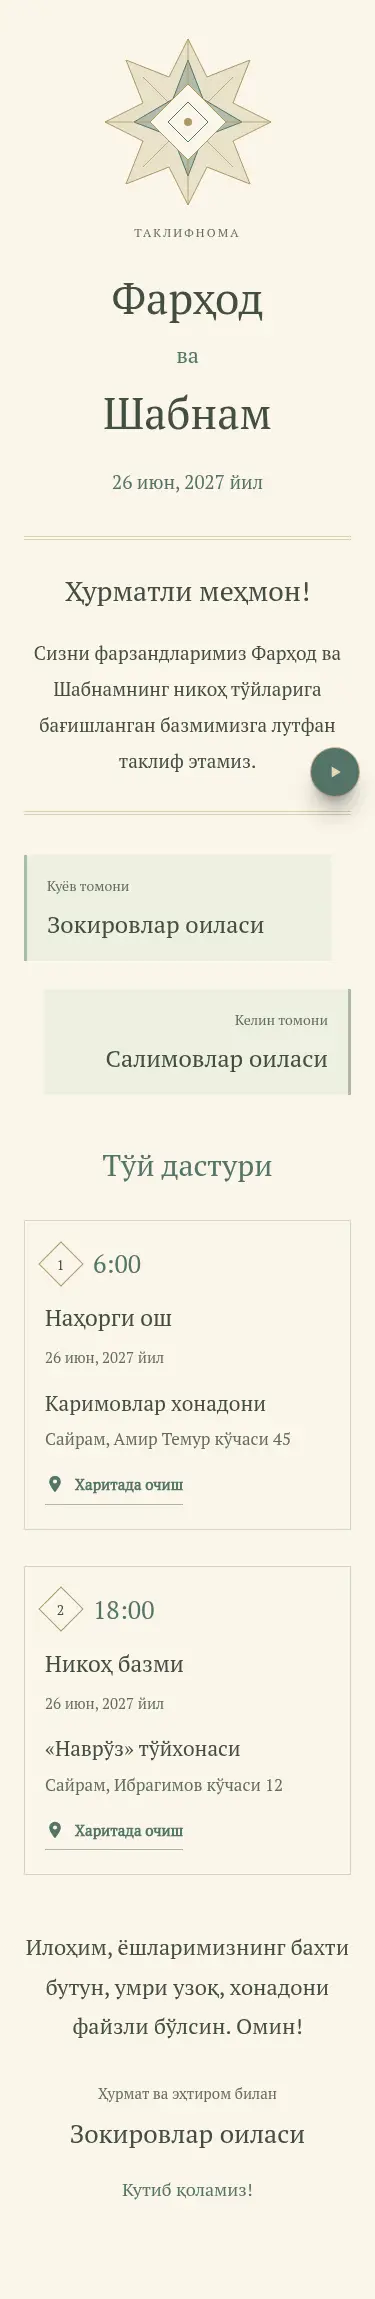 ТАКЛИФНОМА
Фарҳод
ва
Шабнам
26 июн, 2027 йил
Ҳурматли меҳмон!
Сизни фарзандларимиз Фарҳод ва
Шабнамнинг никоҳ тўйларига
бағишланган базмимизга лутфан
таклиф этамиз.
Куёв томони
Зокировлар оиласи
Келин томони
Салимовлар оиласи
Тўй дастури
1
6:00
Наҳорги ош
26 июн, 2027 йил
Каримовлар хонадони
Сайрам, Амир Темур кўчаси 45
Харитада очиш
2
18:00
Никоҳ базми
26 июн, 2027 йил
«Наврўз» тўйхонаси
Сайрам, Ибрагимов кўчаси 12
Харитада очиш
Илоҳим, ёшларимизнинг бахти
бутун, умри узоқ, хонадони
файзли бўлсин. Омин!
Ҳурмат ва эҳтиром билан
Зокировлар оиласи
Кутиб қоламиз!